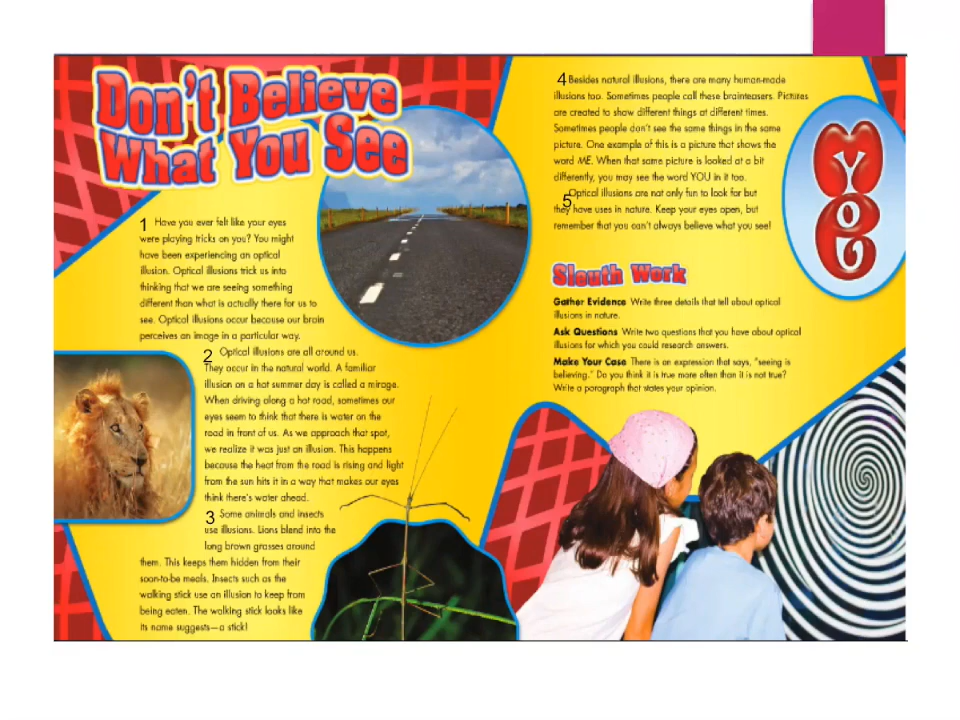 Don't Believe
What You See
1 Have you ever felt like your eyes
were playing tricks on you? You might
have been experiencing an optical
illusion. Optical illusions trick us into
thinking that we are seeing something
different than what is actually there for us to
see. Optical illusions occur because our brain
perceives an image in a particular way.
2 Optical illusions are all around us.
They occur in the natural world. A familiar
illusion on a hot summer day is called a mirage.
When driving along a hot road, sometimes our
eyes seem to think that there is water on the
road in front of us. As we approach that spot,
we realize it was just an illusion. This happens
because the heat from the road is rising and light
from the sun hits it in a way that makes our eyes
think there's water ahead.
3 Some animals and insects
use illusions. Lions blend into the
long brown grasses around
them. This keeps them hidden from their
soon-to-be meals. Insects such as the
walking stick use an illusion to keep from
being eaten. The walking stick looks like
its name suggests—a stick!
4 Besides natural illusions, there are many human-made
illusions too. Sometimes people call these brainteasers. Pictures
are created to show different things at different times.
Sometimes people don't see the same things in the same
picture. One example of this is a picture that shows the
word ME. When that same picture is looked at a bit
differently, you may see the word YOU in it too.
5 Optical illusions are not only fun to look for but
they have uses in nature. Keep your eyes open, but
remember that you can't always believe what you see!
Sleuth Work
Gather Evidence Write three details that tell about optical
illusions in nature.
Ask Questions Write two questions that you have about optical
illusions for which you could research answers.
Make Your Case There is an expression that says, "seeing is
believing." Do you think it is true more often than it is not true?
Write a paragraph that states your opinion.
YOU